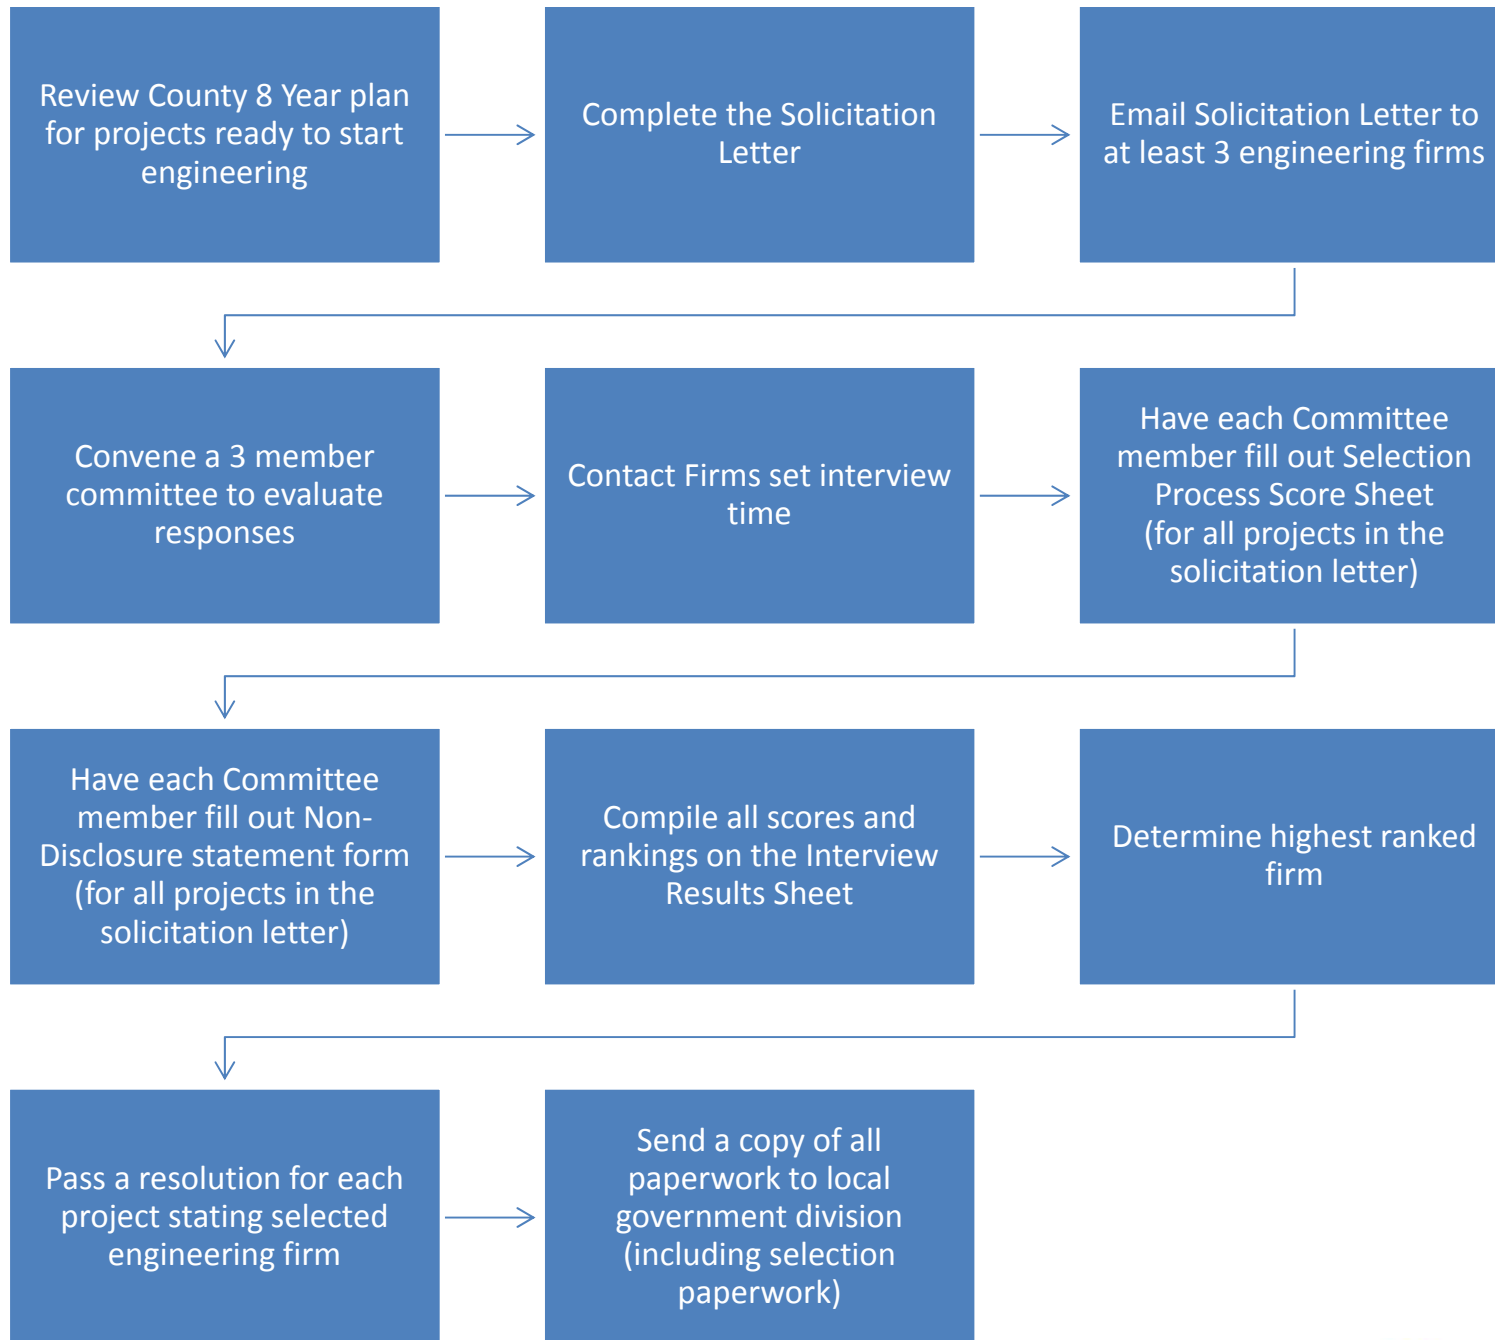 Review County 8 Year plan
for projects ready to start
engineering
Complete the Solicitation
Letter
Email Solicitation Letter to
at least 3 engineering firms
Convene a 3 member
committee to evaluate
responses
Contact Firms set interview
time
Have each Committee
member fill out Selection
Process Score Sheet
(for all projects in the
solicitation letter)
Have each Committee
member fill out Non-
Disclosure statement form
(for all projects in the
solicitation letter)
Compile all scores and
rankings on the Interview
Results Sheet
Determine highest ranked
firm
Pass a resolution for each
project stating selected
engineering firm
Send a copy of all
paperwork to local
government division
(including selection
paperwork)